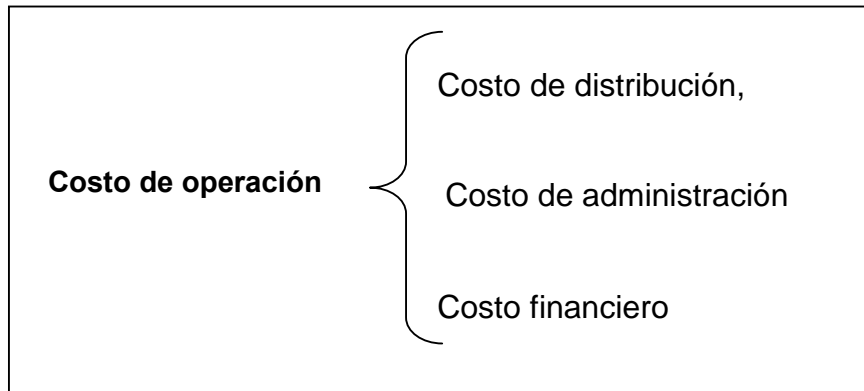 Costo de distribución,
Costo de operación
Costo de administración
Costo financiero